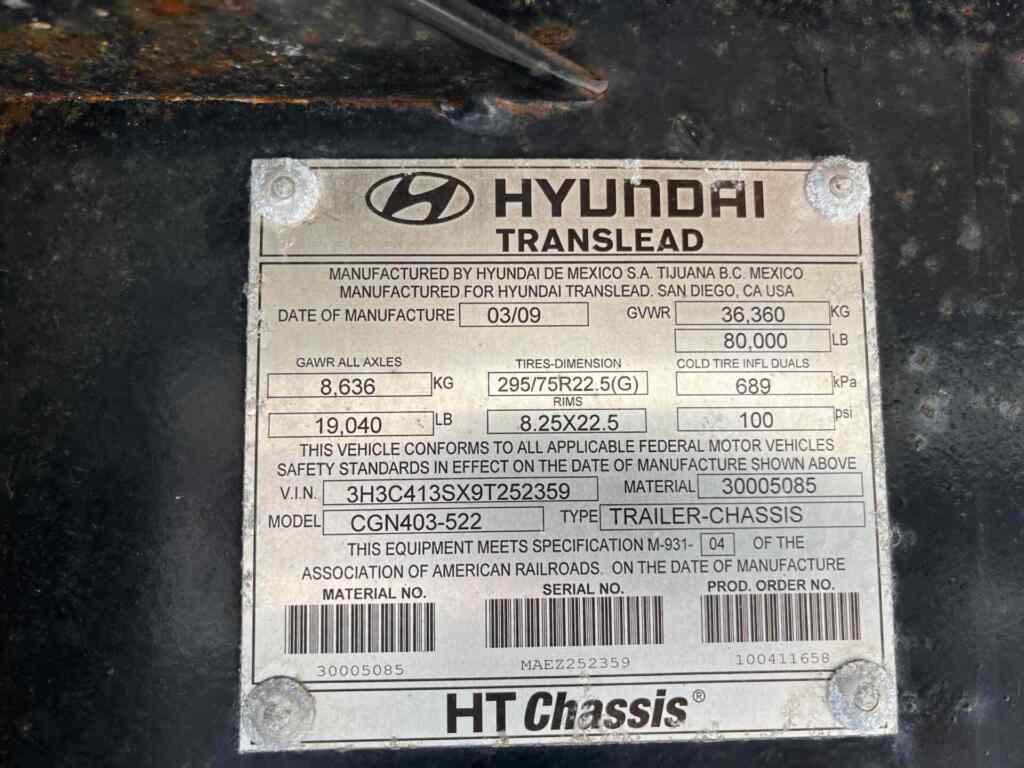 HYUNDAI
TRANSLEAD
MANUFACTURED BY HYUNDAI DE MEXICO S.A. TIJUANA B.C. MEXICO
MANUFACTURED FOR HYUNDAI TRANSLEAD. SAN DIEGO, CA USA
DATE OF MANUFACTURE 03/09 GVWR 36,360 KG
80,000 LB
GAWR ALL AXLES TIRES-DIMENSION COLD TIRE INFL DUALS
8,636 KG 295/75R22.5(G) 689 kPa
RIMS
19,040 LB 8.25X22.5 100 psi
THIS VEHICLE CONFORMS TO ALL APPLICABLE FEDERAL MOTOR VEHICLES
SAFETY STANDARDS IN EFFECT ON THE DATE OF MANUFACTURE SHOWN ABOVE
V.I.N. 3H3C413SX9T252359 MATERIAL 30005085
MODEL CGN403-522 TYPE TRAILER-CHASSIS
THIS EQUIPMENT MEETS SPECIFICATION M-931- 04 OF THE
ASSOCIATION OF AMERICAN RAILROADS. ON THE DATE OF MANUFACTURE
MATERIAL NO. SERIAL NO. PROD. ORDER NO.
30005085 MAEZ252359 100411658
HT Chassis®